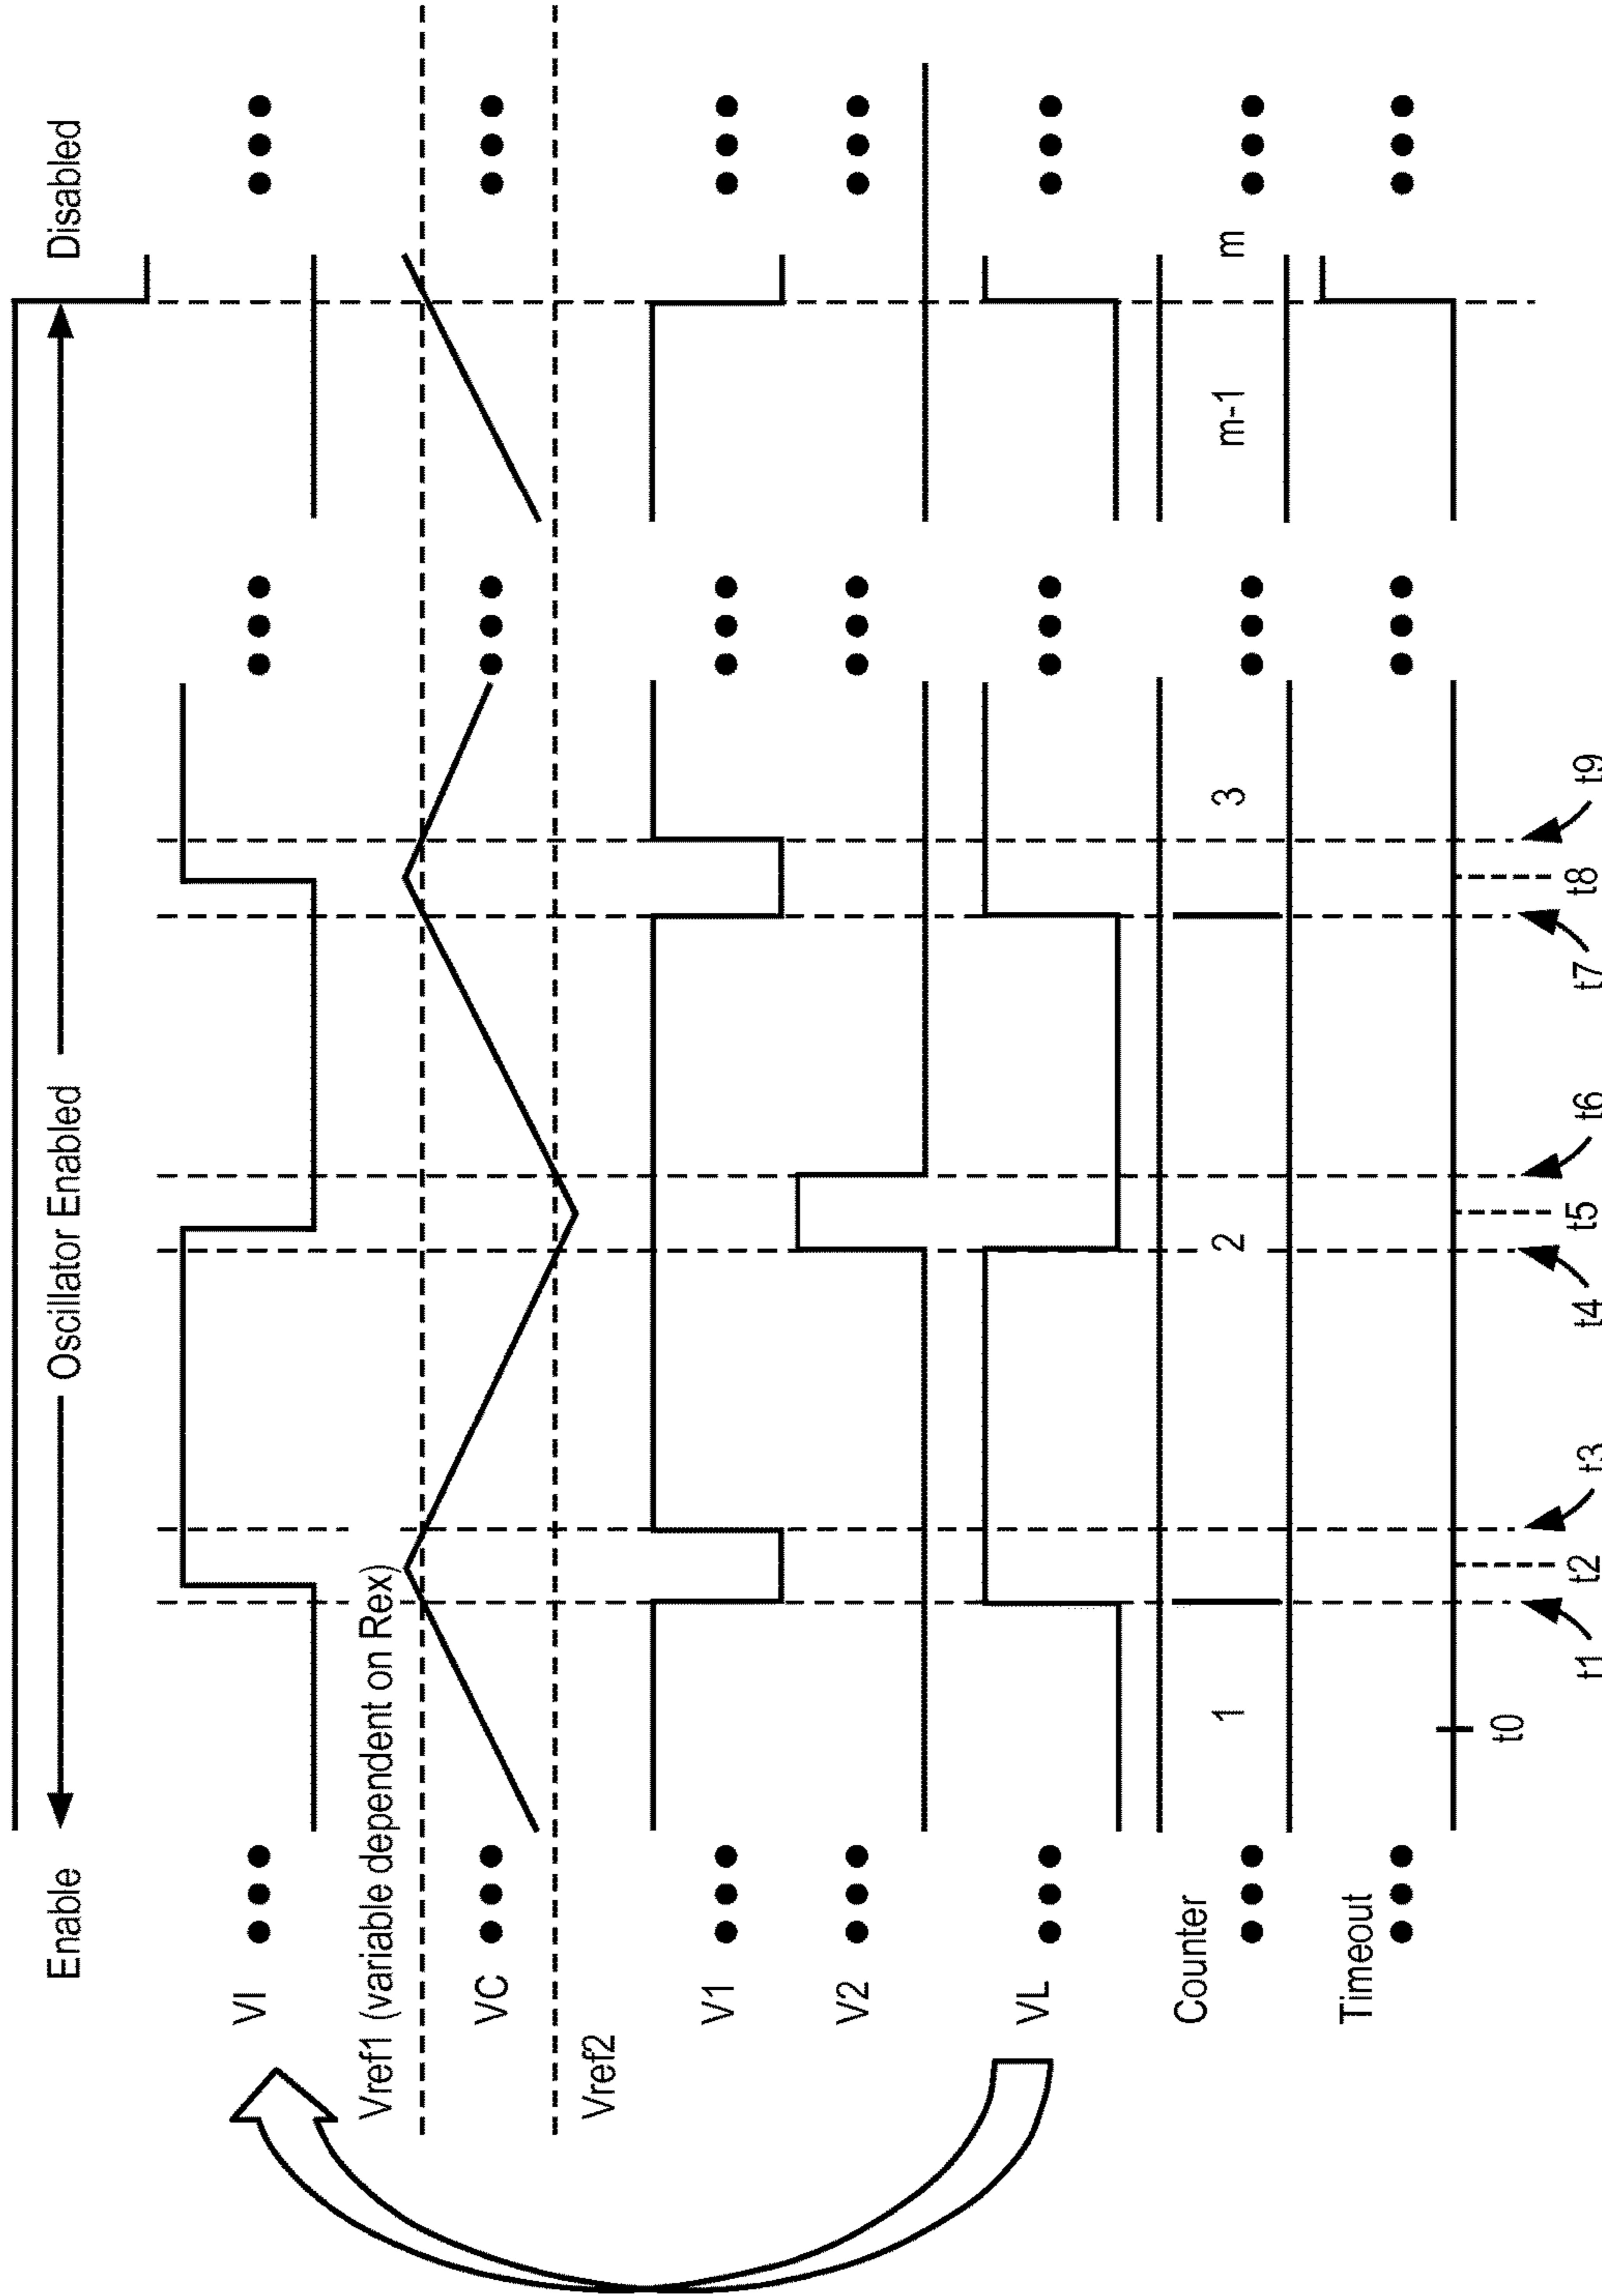 Enable
Oscillator Enabled
Disabled
VI
Vref1 (variable dependent on Rex)
VC
Vref2
V1
V2
VL
Counter
1
2
3
m-1
m
Timeout
t0
t1
t2
t3
t4
t5
t6
t7
t8
t9